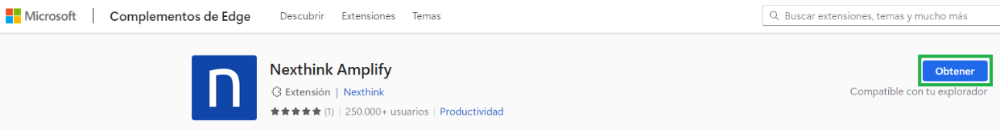 Microsoft | Complementos de Edge Descubrir Extensiones Temas Buscar extensiones, temas y mucho más
n
Nexthink Amplify
Obtener
Extensión | Nexthink
Compatible con tu explorador
★★★★★ (1) | 250.000+ usuarios | Productividad